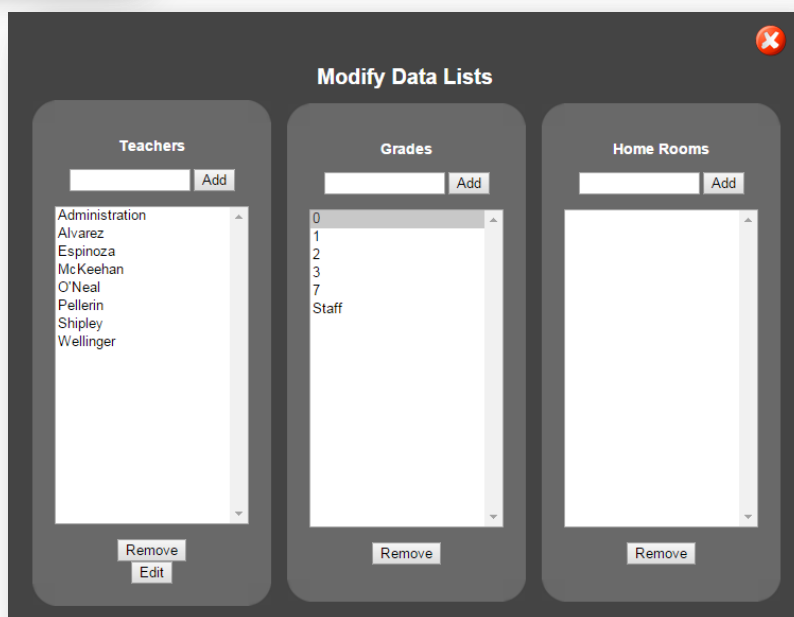 Modify Data Lists
Teachers
Add
Administration
Alvarez
Espinoza
McKeehan
O'Neal
Pellerin
Shipley
Wellinger
Remove
Edit
Grades
Add
0
1
2
3
7
Staff
Remove
Home Rooms
Add
Remove